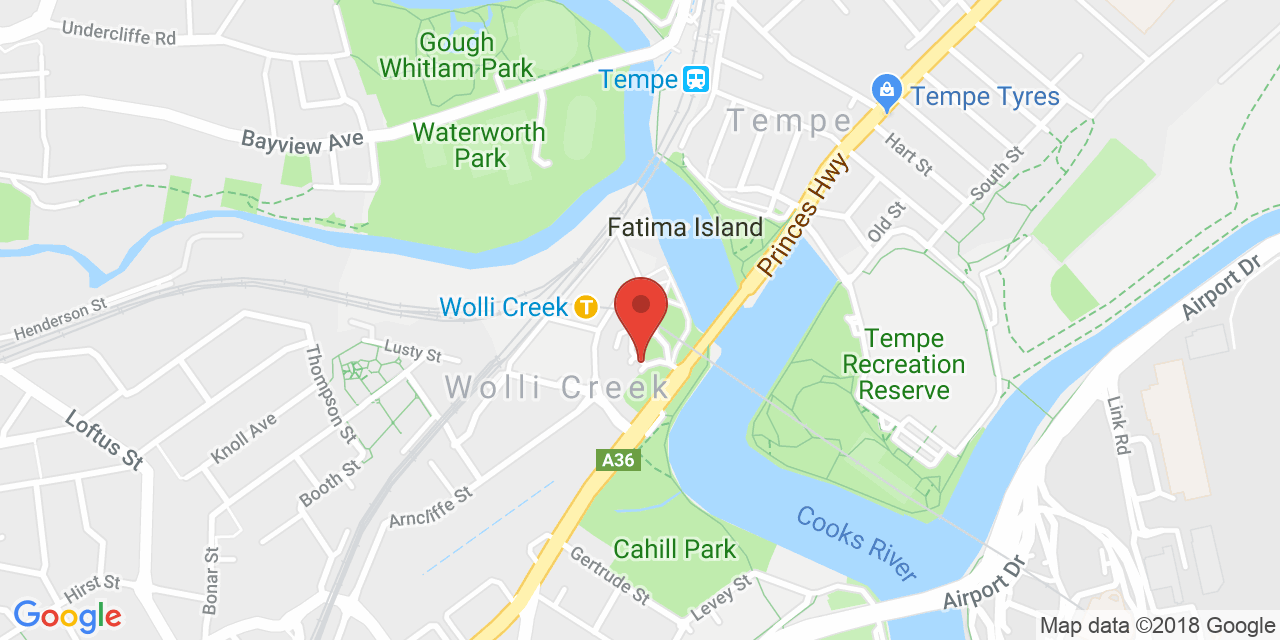 Undercliffe Rd
Gough
Whitlam Park
Tempe
Tempe Tyres
Tempe
Bayview Ave
Waterworth
Park
Hart St
South St
Princes Hwy
Old St
Fatima Island
Airport Dr
Henderson St
Wolli Creek
T
Lusty St
Tempe
Recreation
Reserve
Thompson St
Wolli Creek
Loftus St
Knoll Ave
Link Rd
A36
Booth St
Arncliffe St
Cooks River
Cahill Park
Gertrude St
Airport Dr
Hirst St
Bonar St
Levey St
Google
Map data ©2018 Google